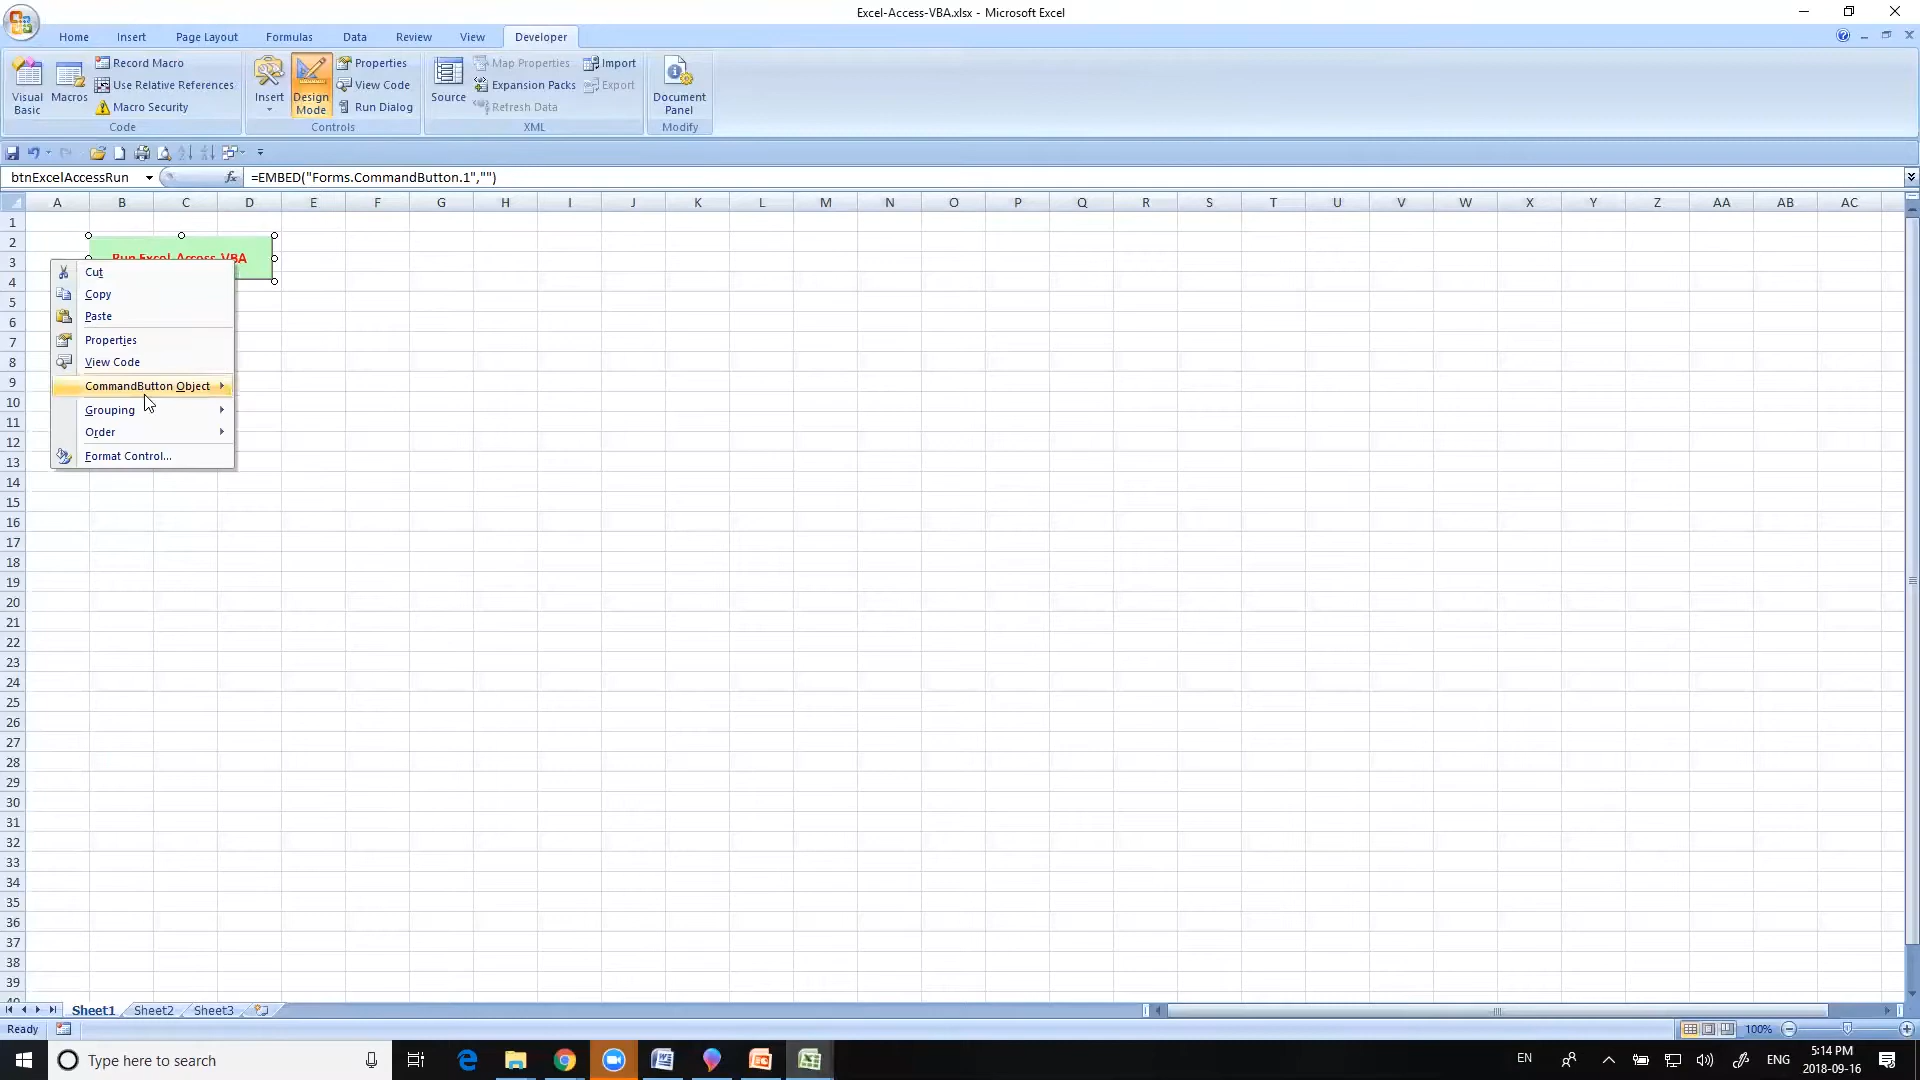 Excel-Access-VBA.xlsx - Microsoft Excel
Home Insert Page Layout Formulas Data Review View Developer
Visual Basic
Macros
Record Macro
Use Relative References
Macro Security
Code
Insert
Design Mode
Properties
View Code
Run Dialog
Controls
Source
Map Properties
Expansion Packs
Refresh Data
Import
Export
XML
Document Panel
Modify
btnExcelAccessRun
fx =EMBED("Forms.CommandButton.1","")
A B C D E F G H I J K L M N O P Q R S T U V W X Y Z AA AB AC
1
2
3
4
5
6
7
8
9
10
11
12
13
14
15
16
17
18
19
20
21
22
23
24
25
26
27
28
29
30
31
32
33
34
35
36
37
38
39
40
Run Excel-Access-VBA
Cut
Copy
Paste
Properties
View Code
CommandButton Object
Grouping
Order
Format Control...
Sheet1 Sheet2 Sheet3
Ready
100%
Type here to search
EN
ENG
5:14 PM
2018-09-16